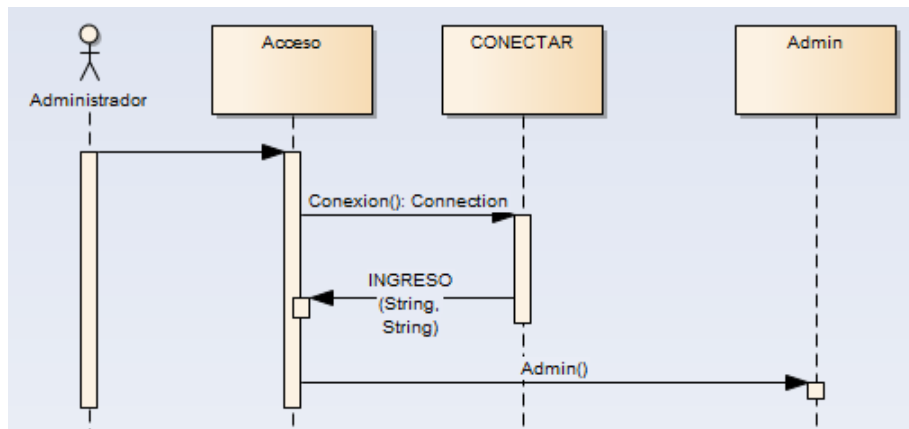 Acceso
CONECTAR
Admin
Administrador
Conexion(): Connection
INGRESO
(String,
String)
Admin()